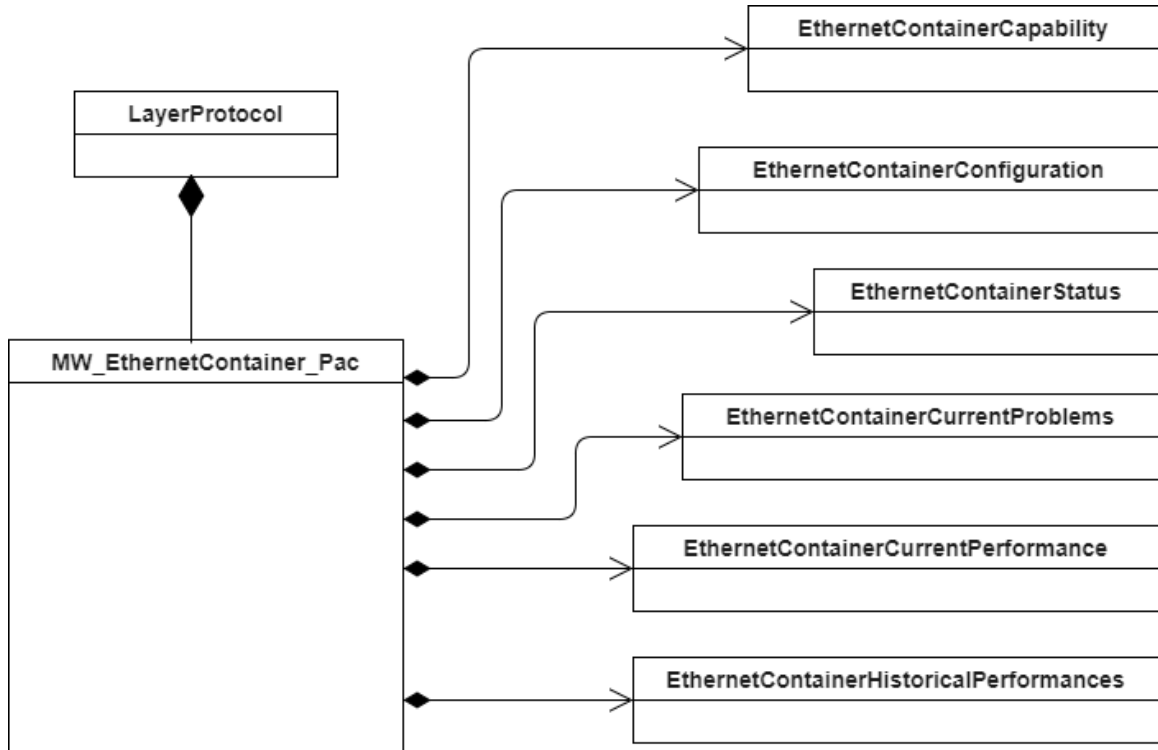 EthernetContainerCapability
LayerProtocol
EthernetContainerConfiguration
EthernetContainerStatus
MW_EthernetContainer_Pac
EthernetContainerCurrentProblems
EthernetContainerCurrentPerformance
EthernetContainerHistoricalPerformances